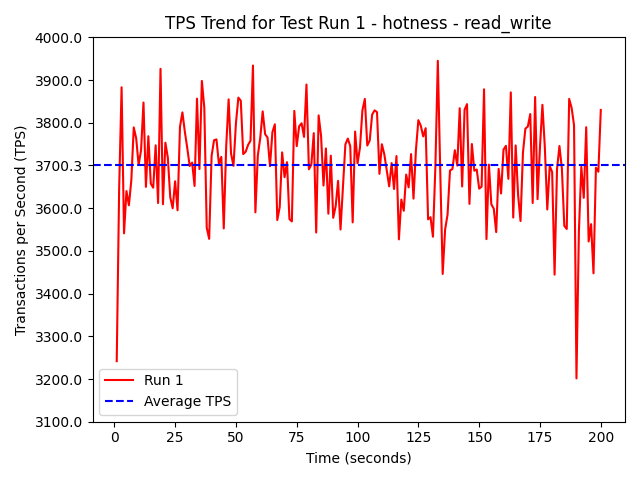 TPS Trend for Test Run 1 - hotness - read_write
Transactions per Second (TPS)
4000.0
3900.0
3800.0
3700.3
3600.0
3500.0
3400.0
3300.0
3200.0
3100.0
Run 1
Average TPS
0 25 50 75 100 125 150 175 200
Time (seconds)